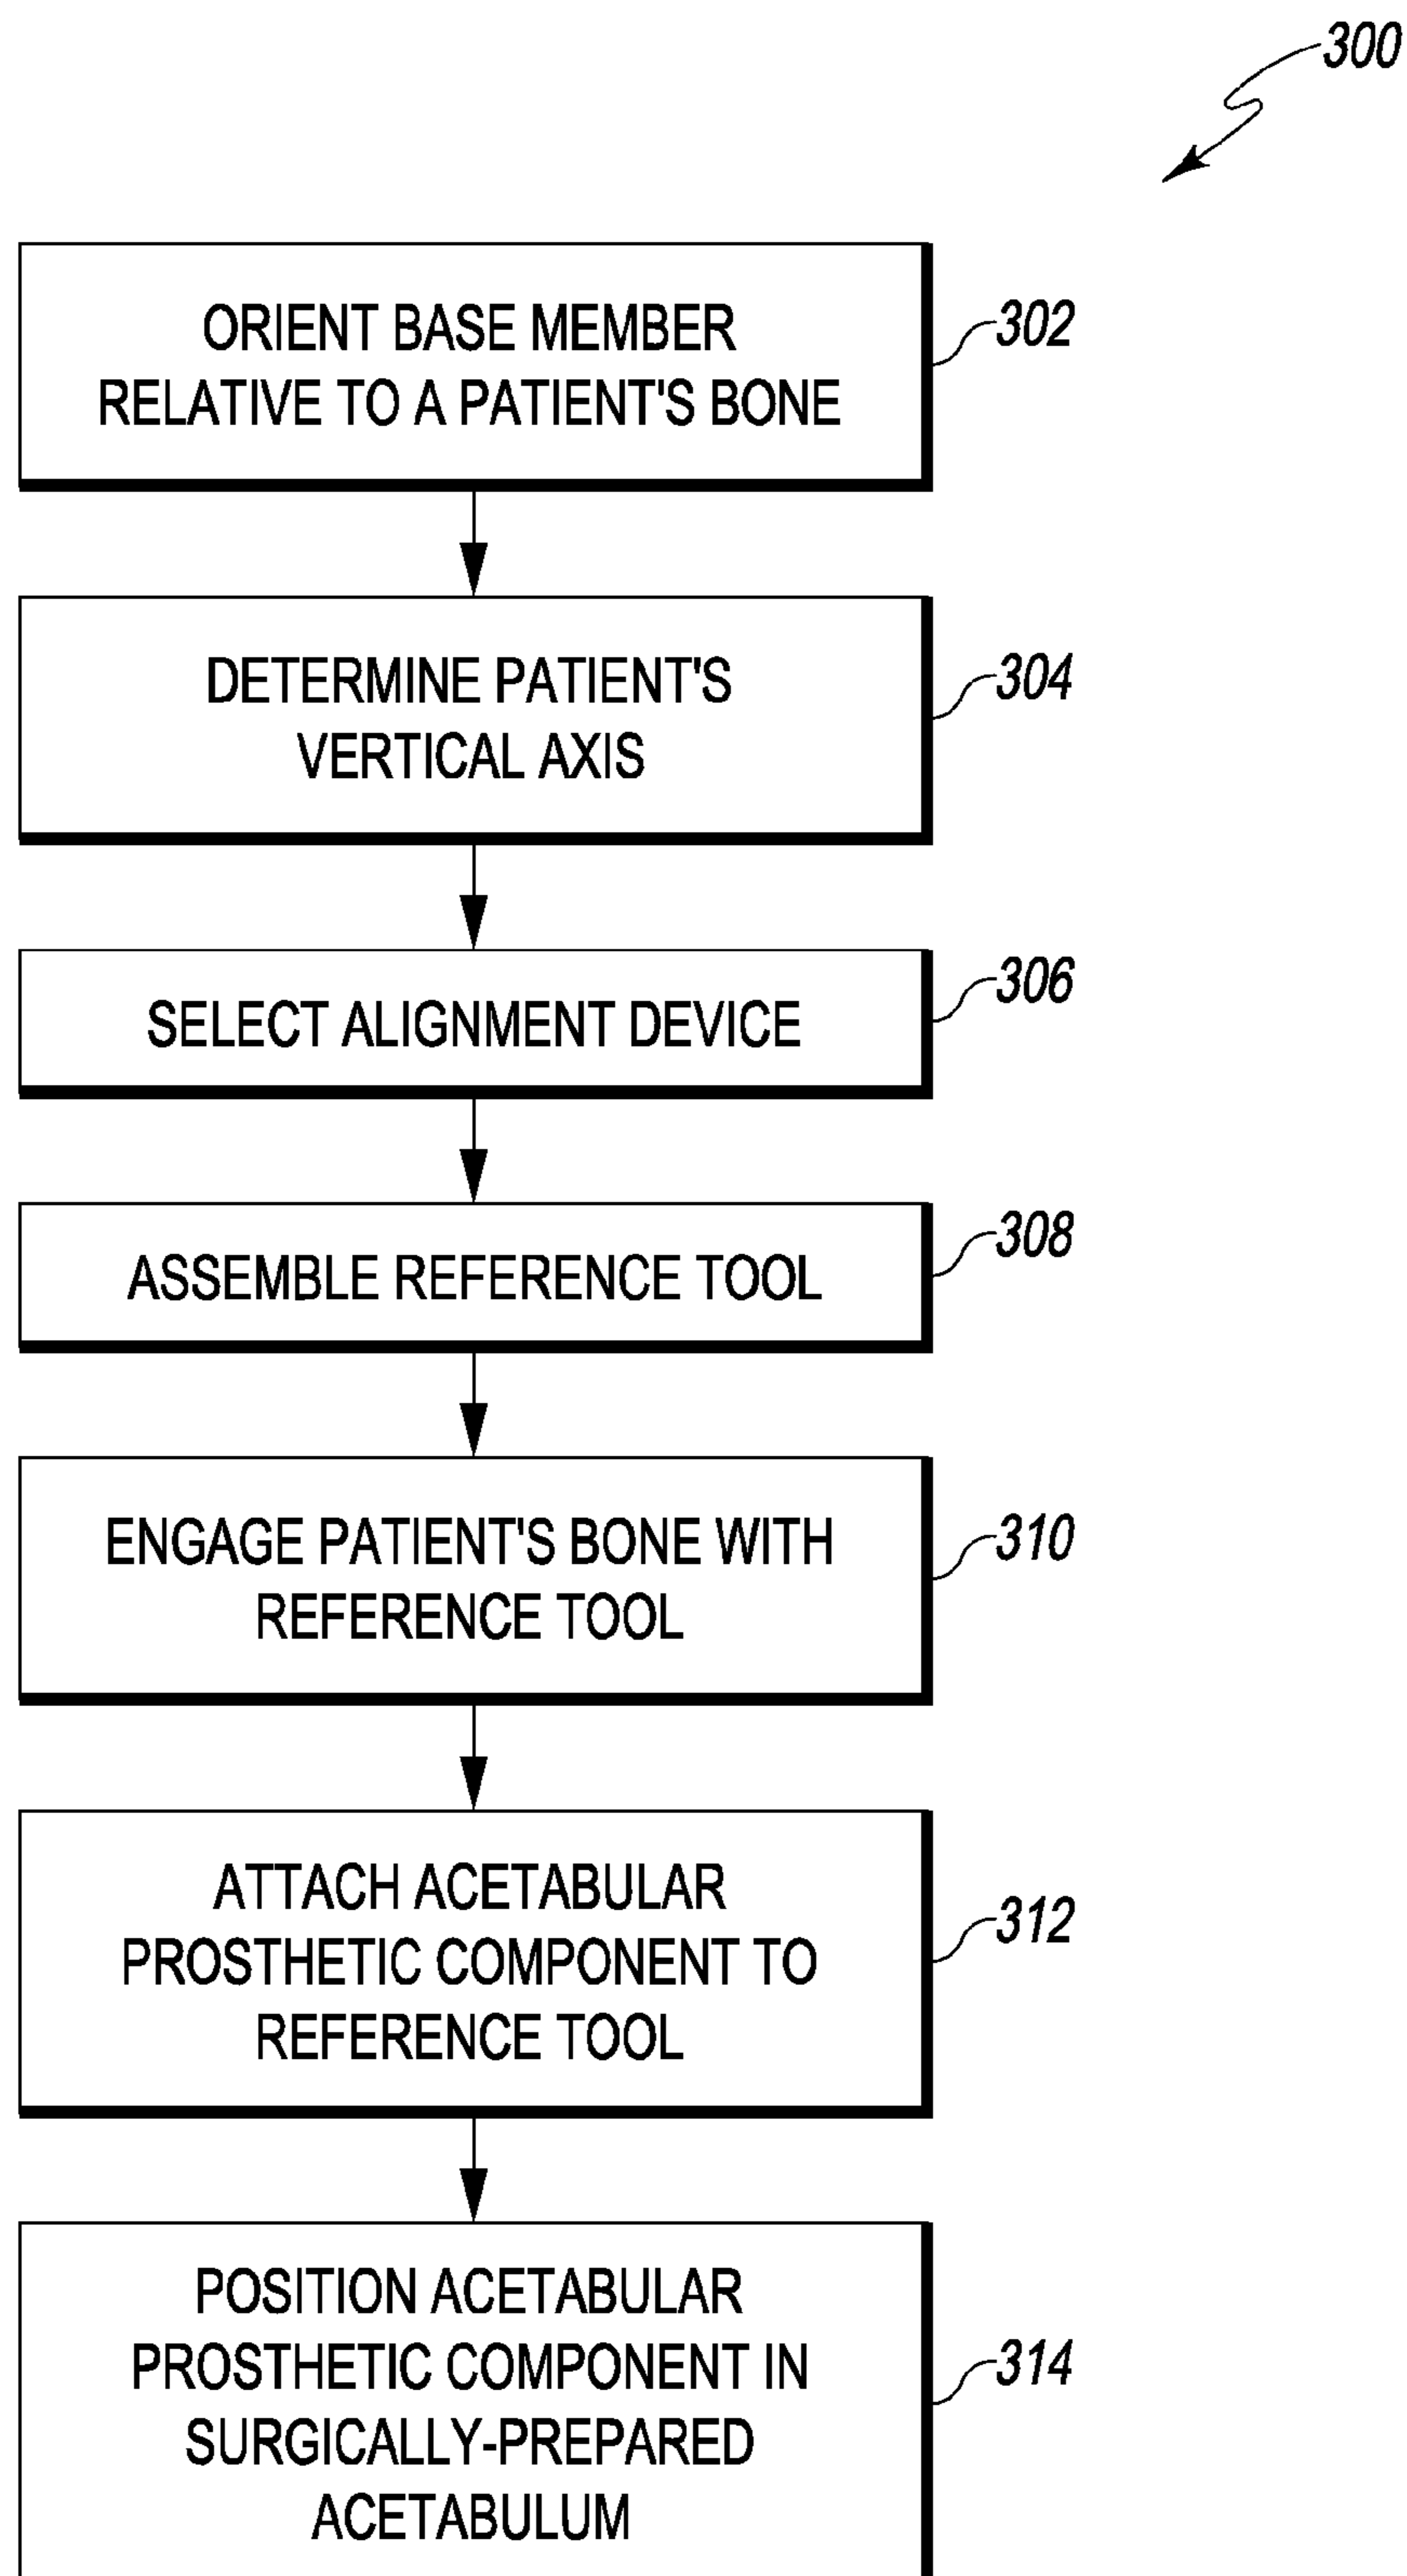 300
ORIENT BASE MEMBER
RELATIVE TO A PATIENT'S BONE
302
DETERMINE PATIENT'S
VERTICAL AXIS
304
SELECT ALIGNMENT DEVICE
306
ASSEMBLE REFERENCE TOOL
308
ENGAGE PATIENT'S BONE WITH
REFERENCE TOOL
310
ATTACH ACETABULAR
PROSTHETIC COMPONENT TO
REFERENCE TOOL
312
POSITION ACETABULAR
PROSTHETIC COMPONENT IN
SURGICALLY-PREPARED
ACETABULUM
314